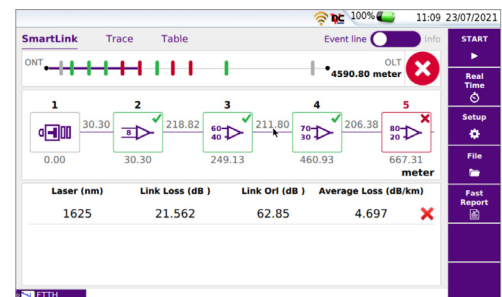 100% 11:09 23/07/2021
SmartLink Trace Table Event line Info START
ONT OLT
4590.80 meter
Real
Time
1 2 3 4 5
30.30 8 218.82 60 40 211.80 70 30 206.38 80 20
0.00 30.30 249.13 460.93 667.31
meter
Setup
File
Laser (nm) Link Loss (dB ) Link Orl (dB ) Average Loss (dB/km)
1625 21.562 62.85 4.697
Fast
Report
FTTH